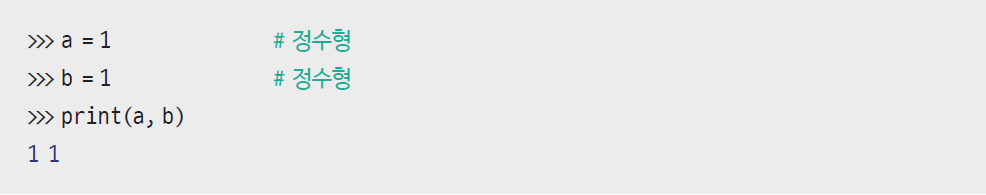 >>> a = 1 # 정수형
>>> b = 1 # 정수형
>>> print(a, b)
1 1